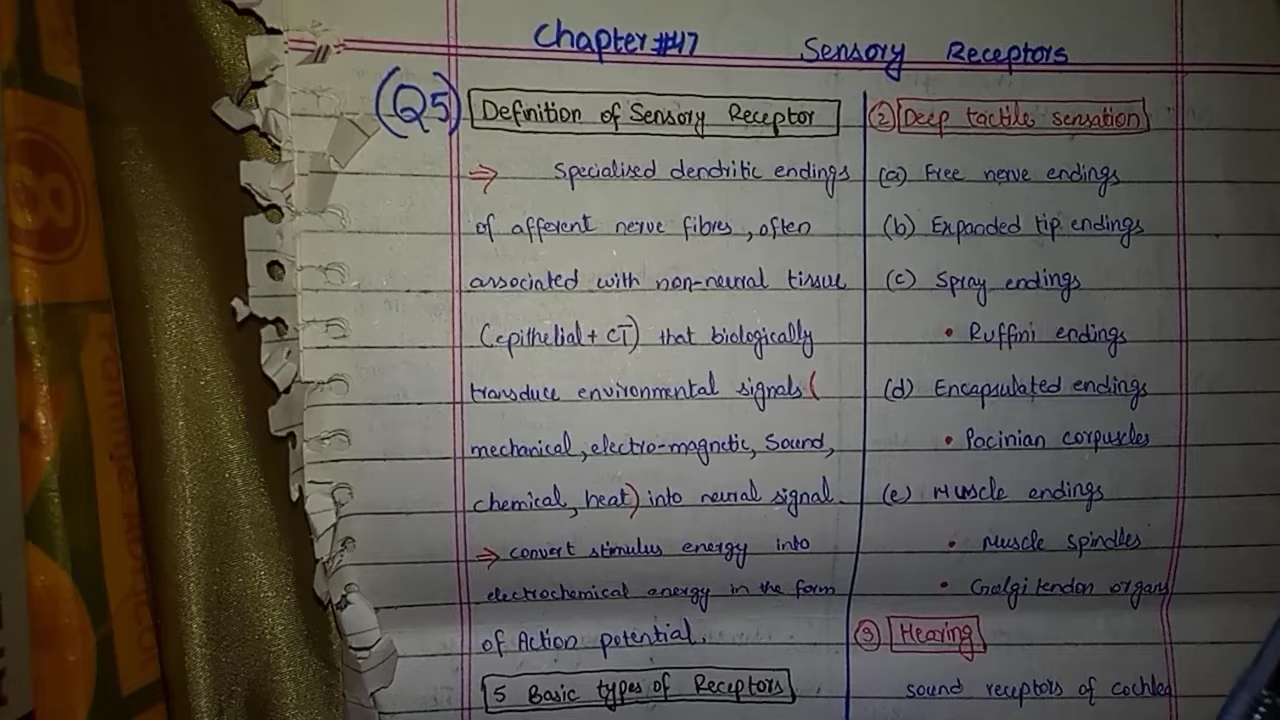 Chapter #47 Sensory Receptors
(Q5) Definition of Sensory Receptor
⇒ Specialised dendritic endings
of afferent nerve fibres, often
associated with non-neural tissue
(epithelial + CT) that biologically
transduce environmental signals (
mechanical, electro-magnetic, Sound,
chemical, heat) into neural signal.
⇒ convert stimulus energy into
electrochemical energy in the form
of Action potential.
5 Basic types of Receptors
② Deep tactile sensation
(a) Free nerve endings
(b) Expanded tip endings
(c) Spray endings
• Ruffini endings
(d) Encapsulated endings
• Pacinian corpuscles
(e) Muscle endings
• Muscle spindles
• Golgi tendon organs
③ Hearing
sound receptors of cochlea